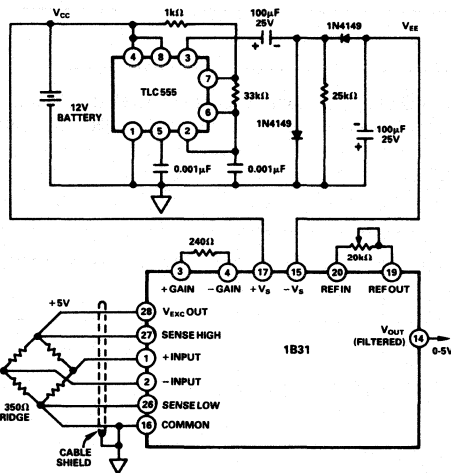 VCC
1kΩ
100μF
25V
1N4149
VEE
4
8
3
+
-
TLC555
7
6
33kΩ
12V
BATTERY
1N4149
25kΩ
-
+
100μF
25V
1
5
2
0.001μF
0.001μF
240Ω
20kΩ
3
4
17
15
20
19
+GAIN
-GAIN
+VS
-VS
REF IN
REF OUT
+5V
28
VEXC OUT
27
SENSE HIGH
1
+INPUT
2
-INPUT
26
SENSE LOW
16
COMMON
1B31
VOUT
(FILTERED)
14
0-5V
350Ω
RIDGE
CABLE
SHIELD